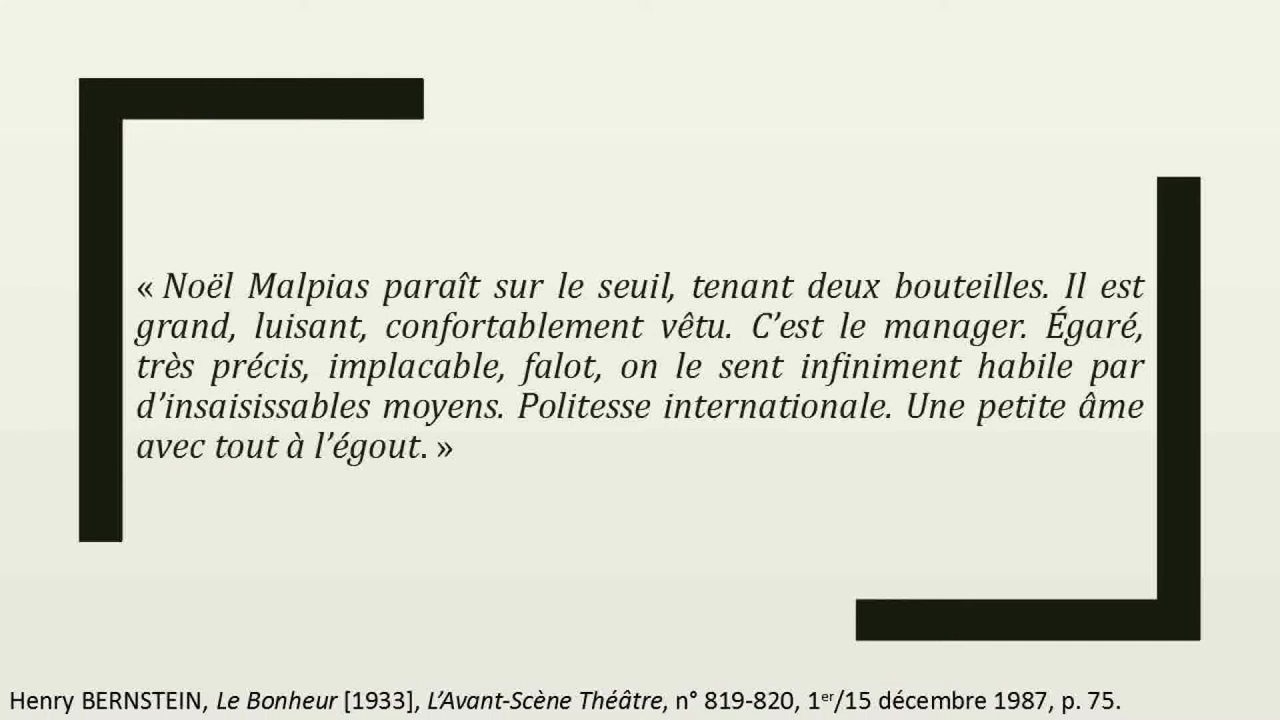 « Noël Malpias paraît sur le seuil, tenant deux bouteilles. Il est
grand, luisant, confortablement vêtu. C’est le manager. Égaré,
très précis, implacable, falot, on le sent infiniment habile par
d’insaisissables moyens. Politesse internationale. Une petite âme
avec tout à l’égout. »
Henry BERNSTEIN, Le Bonheur [1933], L’Avant-Scène Théâtre, n° 819-820, 1er/15 décembre 1987, p. 75.